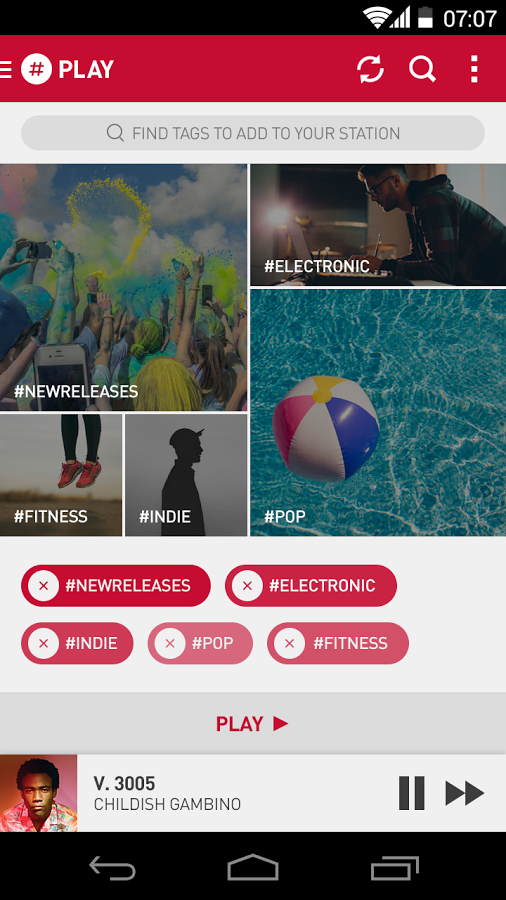 07:07
# PLAY
FIND TAGS TO ADD TO YOUR STATION
#NEWRELEASES
#ELECTRONIC
#FITNESS
#INDIE
#POP
#NEWRELEASES
#ELECTRONIC
#INDIE
#POP
#FITNESS
PLAY
V. 3005
CHILDISH GAMBINO